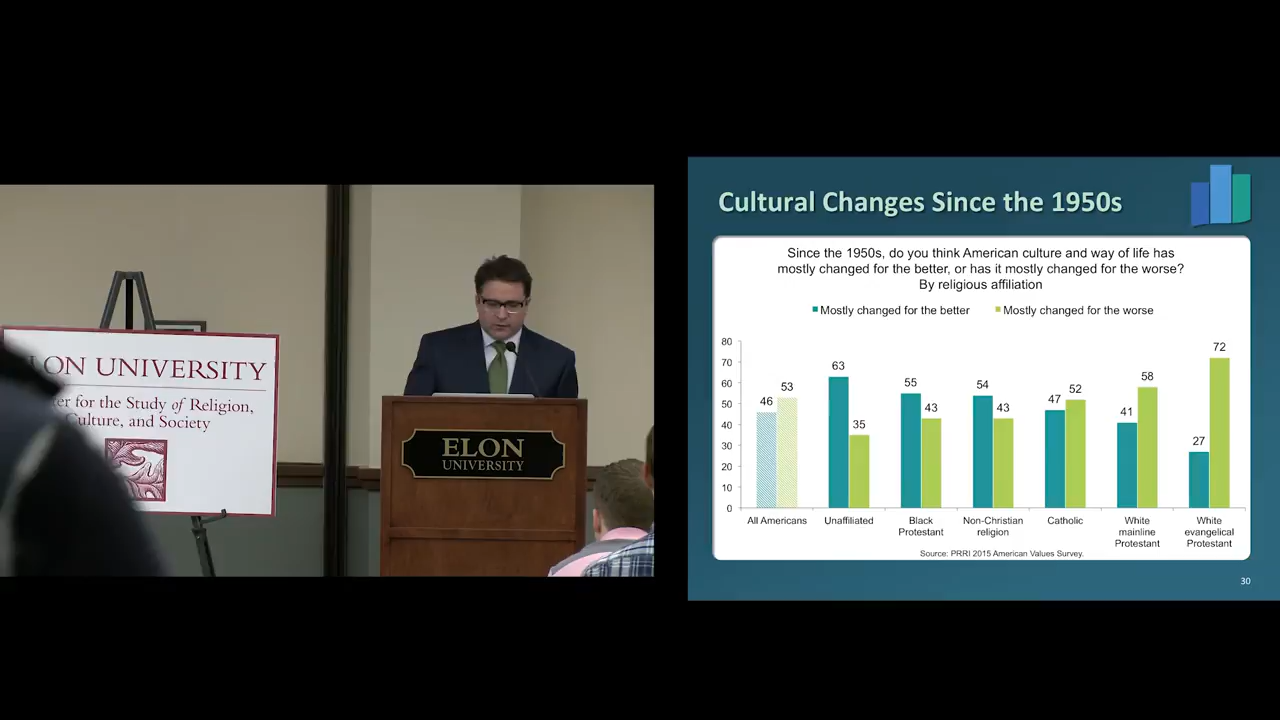 ELON UNIVERSITY
for the Study of Religion,
Culture, and Society
ELON
UNIVERSITY
Cultural Changes Since the 1950s
Since the 1950s, do you think American culture and way of life has
mostly changed for the better, or has it mostly changed for the worse?
By religious affiliation
Mostly changed for the better Mostly changed for the worse
80
70
60
50
40
30
20
10
0
46 53
63 35
55 43
54 43
47 52
41 58
27 72
All Americans
Unaffiliated
Black
Protestant
Non-Christian
religion
Catholic
White
mainline
Protestant
White
evangelical
Protestant
Source: PRRI 2015 American Values Survey.
30